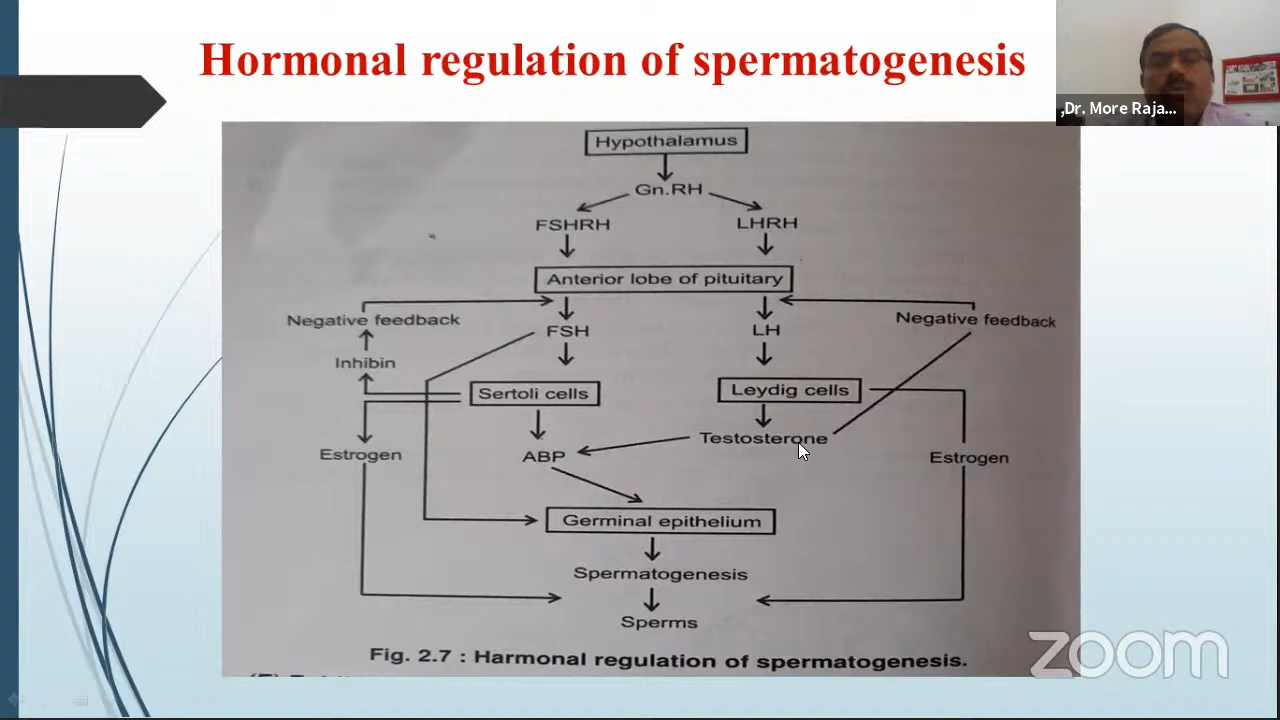 Hormonal regulation of spermatogenesis
,Dr. More Raja...
Hypothalamus
Gn.RH
FSHRH
LHRH
Anterior lobe of pituitary
Negative feedback
FSH
LH
Negative feedback
Inhibin
Sertoli cells
Leydig cells
Testosterone
Estrogen
ABP
Estrogen
Germinal epithelium
Spermatogenesis
Sperms
Fig. 2.7 : Harmonal regulation of spermatogenesis.
zoom